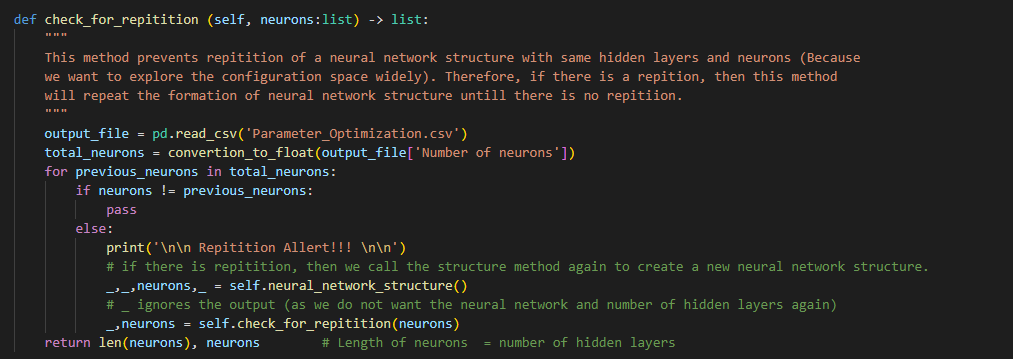 def check_for_repitition (self, neurons:list) -> list:
"""
This method prevents repitition of a neural network structure with same hidden layers and neurons (Because
we want to explore the configuration space widely). Therefore, if there is a repition, then this method
will repeat the formation of neural network structure untill there is no repitiion.
"""
output_file = pd.read_csv('Parameter_Optimization.csv')
total_neurons = convertion_to_float(output_file['Number of neurons'])
for previous_neurons in total_neurons:
if neurons != previous_neurons:
pass
else:
print('\n\n Repitition Allert!!! \n\n')
# if there is repitition, then we call the structure method again to create a new neural network structure.
_,_,neurons,_ = self.neural_network_structure()
# _ ignores the output (as we do not want the neural network and number of hidden layers again)
_,neurons = self.check_for_repitition(neurons)
return len(neurons), neurons # Length of neurons = number of hidden layers